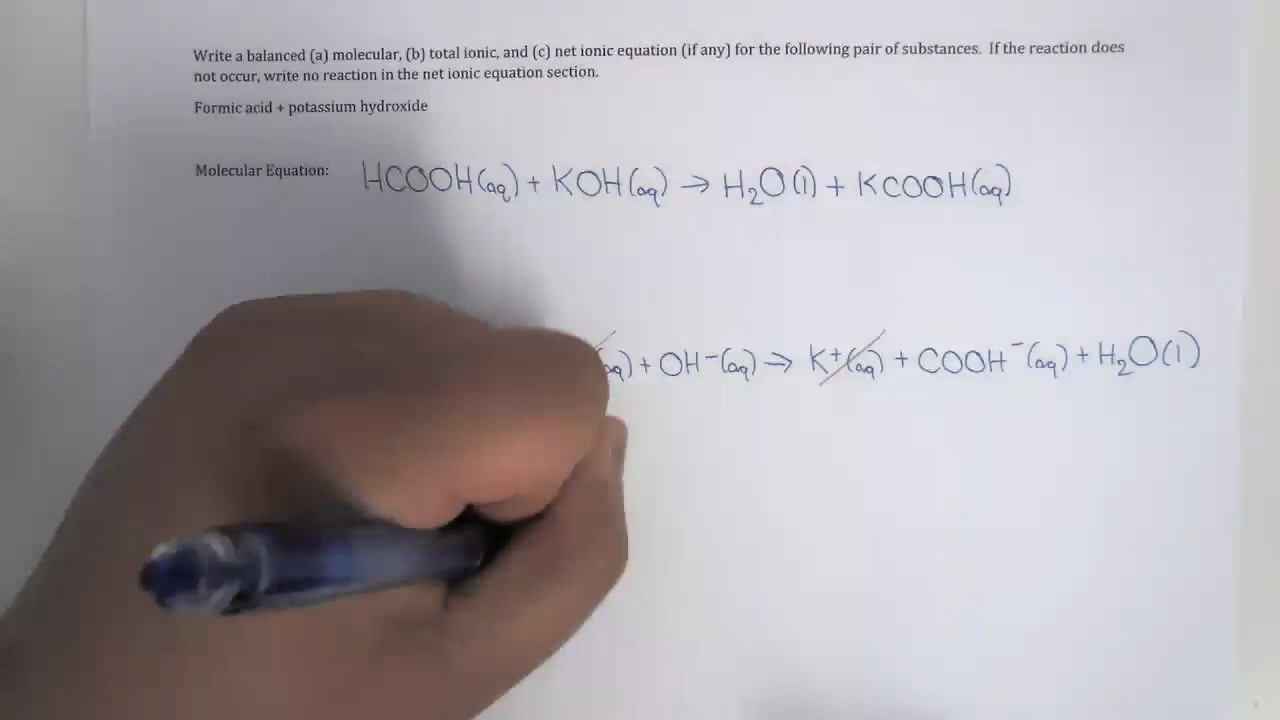 Write a balanced (a) molecular, (b) total ionic, and (c) net ionic equation (if any) for the following pair of substances. If the reaction does
not occur, write no reaction in the net ionic equation section.
Formic acid + potassium hydroxide
Molecular Equation: HCOOH(aq) + KOH(aq) → H₂O(l) + KCOOH(aq)
+ OH⁻(aq) → K⁺(aq) + COOH⁻(aq) + H₂O(l)